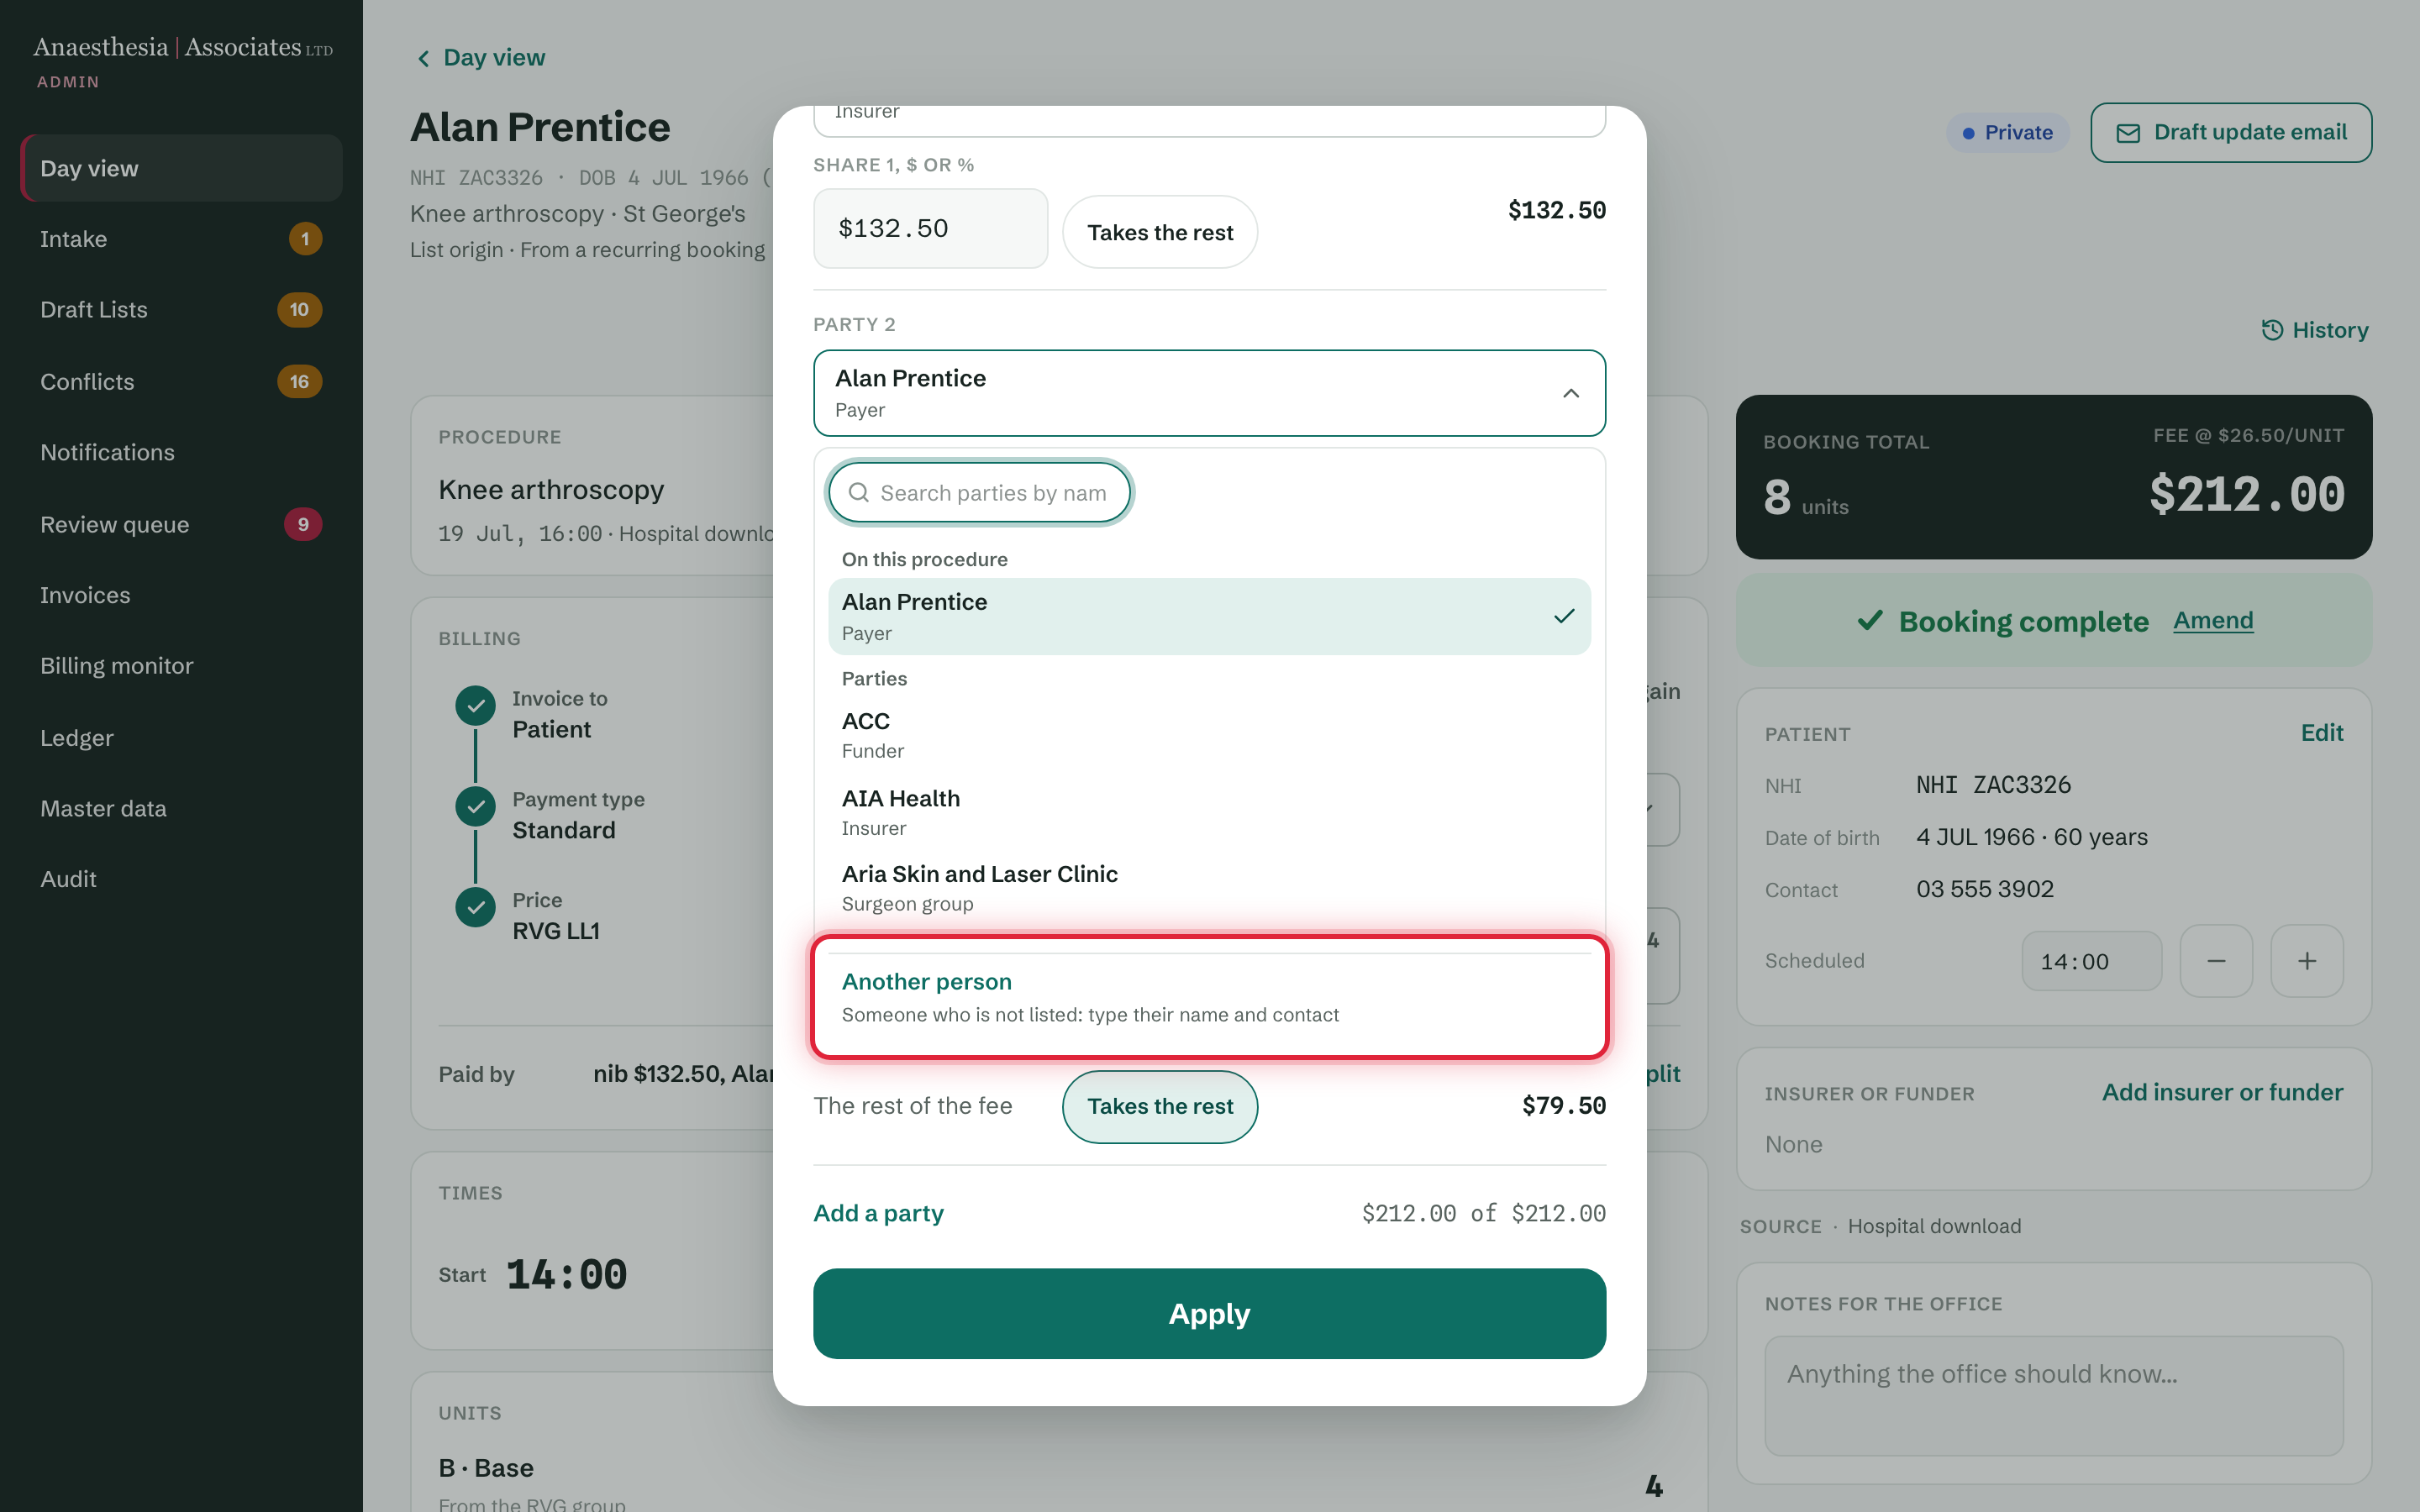 Anaesthesia | Associates LTD
ADMIN
Day view
Intake 1
Draft Lists 10
Conflicts 16
Notifications
Review queue 9
Invoices
Billing monitor
Ledger
Master data
Audit
Day view
Alan Prentice
NHI ZAC3326 · DOB 4 JUL 1966 (
Knee arthroscopy · St George's
List origin · From a recurring booking
Private
Draft update email
History
PROCEDURE
Knee arthroscopy
19 Jul, 16:00 · Hospital downlo
BILLING
Invoice to
Patient
Payment type
Standard
Price
RVG LL1
Paid by nib $132.50, Alan
TIMES
Start 14:00
UNITS
B · Base
From the RVG group
4
Insurer
SHARE 1, $ OR %
$132.50
Takes the rest
$132.50
PARTY 2
Alan Prentice
Payer
Search parties by nam
On this procedure
Alan Prentice
Payer
Parties
ACC
Funder
AIA Health
Insurer
Aria Skin and Laser Clinic
Surgeon group
Another person
Someone who is not listed: type their name and contact
The rest of the fee
Takes the rest
$79.50
Add a party
$212.00 of $212.00
Apply
gain
4
plit
BOOKING TOTAL
8 units
FEE @ $26.50/UNIT
$212.00
Booking complete Amend
PATIENT
Edit
NHI NHI ZAC3326
Date of birth 4 JUL 1966 · 60 years
Contact 03 555 3902
Scheduled 14:00 − +
INSURER OR FUNDER
Add insurer or funder
None
SOURCE · Hospital download
NOTES FOR THE OFFICE
Anything the office should know...